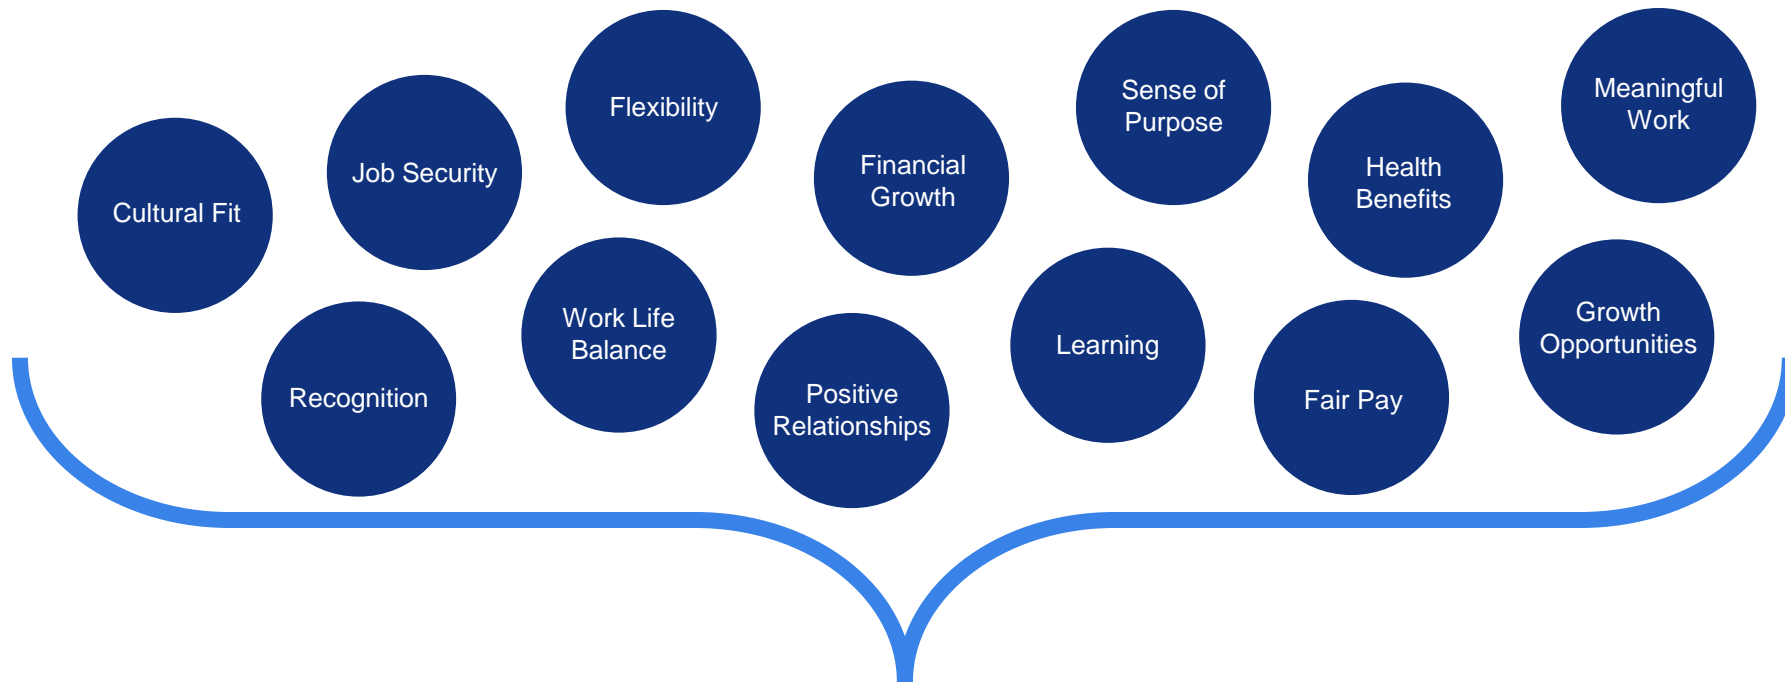 Cultural Fit
Job Security
Flexibility
Financial
Growth
Sense of
Purpose
Health
Benefits
Meaningful
Work
Recognition
Work Life
Balance
Positive
Relationships
Learning
Fair Pay
Growth
Opportunities